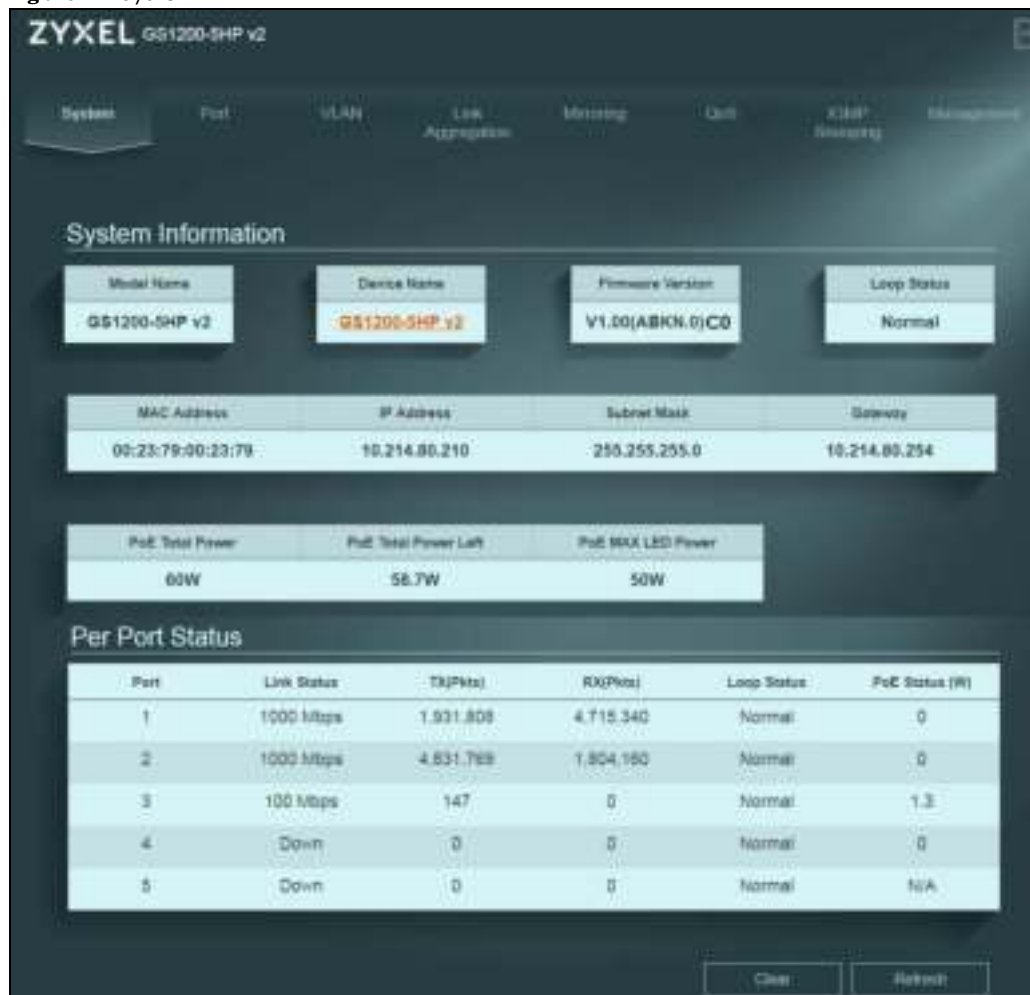 ZYXEL GS1200-5HP v2
System Port VLAN Link Aggregation Mirroring QoS IGMP Snooping Management
System Information
Model Name Device Name Firmware Version Loop Status
GS1200-5HP v2 GS1200-5HP v2 V1.00(ABKN.0)C0 Normal
MAC Address IP Address Subnet Mask Gateway
00:23:79:00:23:79 10.214.80.210 255.255.255.0 10.214.80.254
PoE Total Power PoE Total Power Left PoE MAX LED Power
60W 58.7W 50W
Per Port Status
Port Link Status TX(Pkts) RX(Pkts) Loop Status PoE Status (W)
1 1000 Mbps 1,931,808 4,715,340 Normal 0
2 1000 Mbps 1,804,160 Normal 0
3 100 Mbps 147 0 Normal 1.3
4 Down 0 0 Normal 0
5 Down 0 0 Normal N/A
Clear Refresh